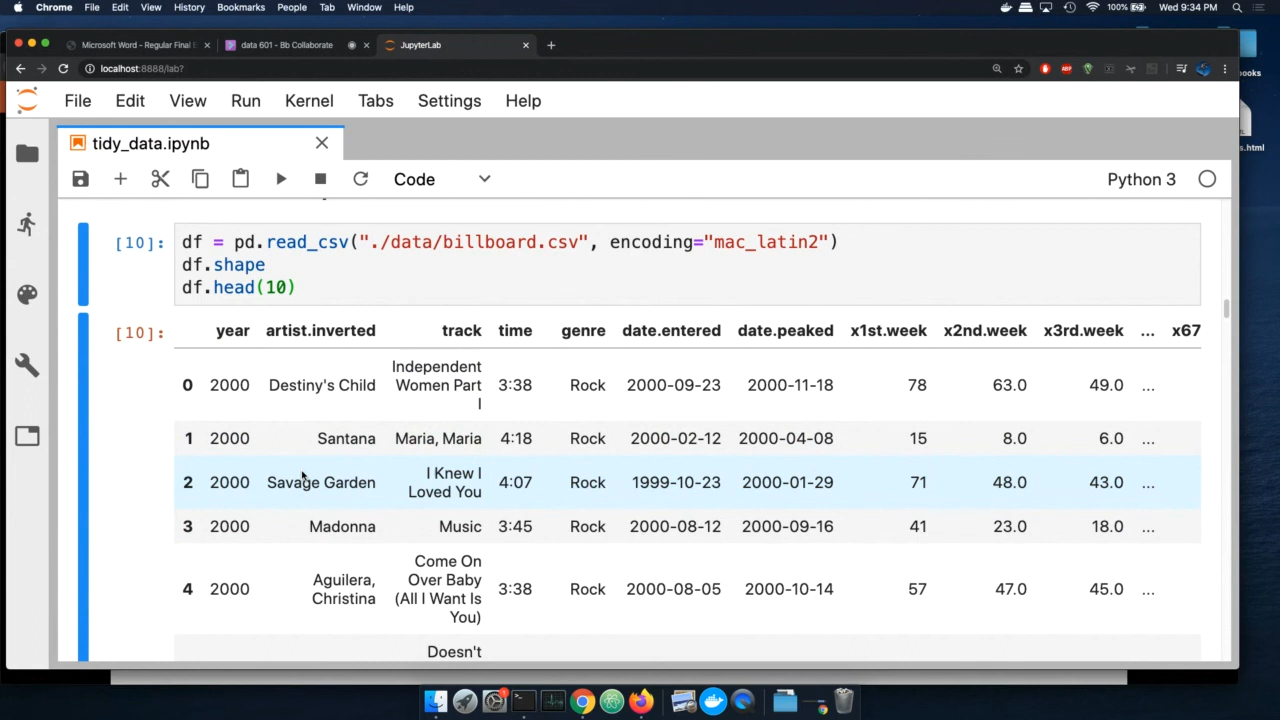 Chrome File Edit View History Bookmarks People Tab Window Help 100% Wed 9:34 PM
Microsoft Word - Regular Final E data 601 - Bb Collaborate JupyterLab
localhost:8888/lab? ABP
ooks
s.html
File Edit View Run Kernel Tabs Settings Help
tidy_data.ipynb
Code Python 3
[10]: df = pd.read_csv("./data/billboard.csv", encoding="mac_latin2")
df.shape
df.head(10)
[10]: year artist.inverted track time genre date.entered date.peaked x1st.week x2nd.week x3rd.week ... x67
0 2000 Destiny's Child Independent Women Part I 3:38 Rock 2000-09-23 2000-11-18 78 63.0 49.0 ...
1 2000 Santana Maria, Maria 4:18 Rock 2000-02-12 2000-04-08 15 8.0 6.0 ...
2 2000 Savage Garden I Knew I Loved You 4:07 Rock 1999-10-23 2000-01-29 71 48.0 43.0 ...
3 2000 Madonna Music 3:45 Rock 2000-08-12 2000-09-16 41 23.0 18.0 ...
4 2000 Aguilera, Christina Come On Over Baby (All I Want Is You) 3:38 Rock 2000-08-05 2000-10-14 57 47.0 45.0 ...
Doesn't